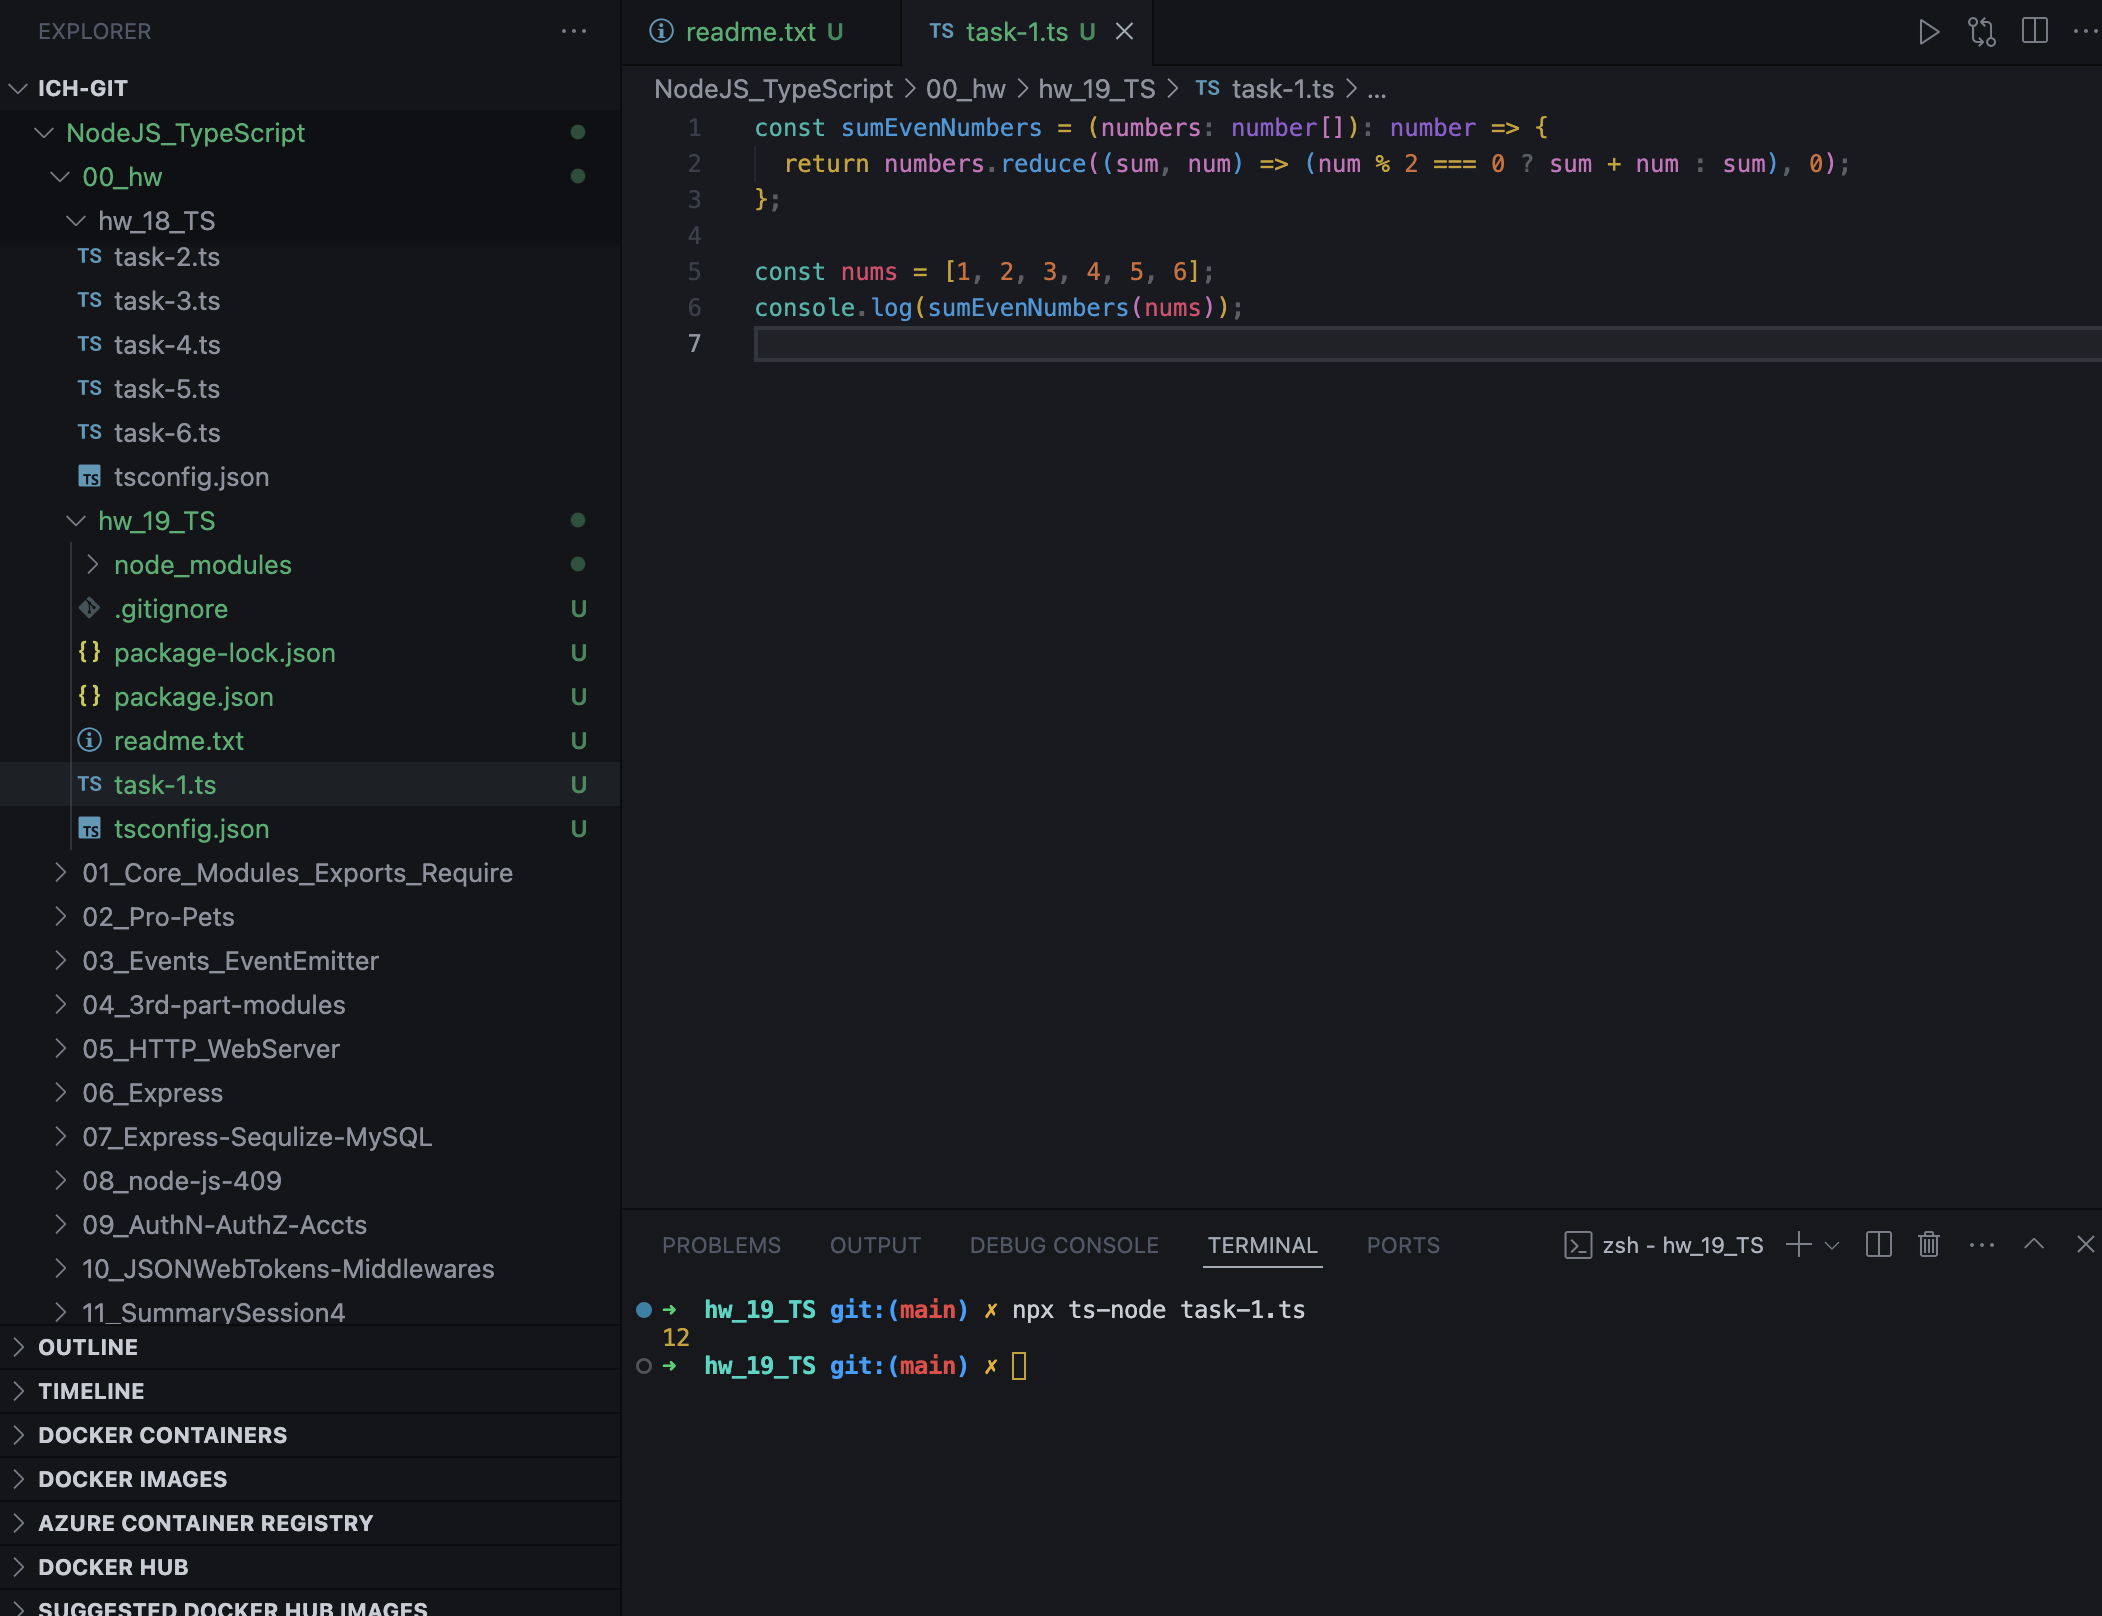 EXPLORER
ICH-GIT
NodeJS_TypeScript
00_hw
hw_18_TS
TS task-2.ts
TS task-3.ts
TS task-4.ts
TS task-5.ts
TS task-6.ts
TS tsconfig.json
hw_19_TS
node_modules
.gitignore U
{} package-lock.json U
{} package.json U
readme.txt U
TS task-1.ts U
TS tsconfig.json U
01_Core_Modules_Exports_Require
02_Pro-Pets
03_Events_EventEmitter
04_3rd-part-modules
05_HTTP_WebServer
06_Express
07_Express-Sequlize-MySQL
08_node-js-409
09_AuthN-AuthZ-Accts
10_JSONWebTokens-Middlewares
11_SummarySession4
OUTLINE
TIMELINE
DOCKER CONTAINERS
DOCKER IMAGES
AZURE CONTAINER REGISTRY
DOCKER HUB
SUGGESTED DOCKER HUB IMAGES
readme.txt U
TS task-1.ts U
NodeJS_TypeScript > 00_hw > hw_19_TS > TS task-1.ts > ...
1 const sumEvenNumbers = (numbers: number[]): number => {
2 return numbers.reduce((sum, num) => (num % 2 === 0 ? sum + num : sum), 0);
3 };
4
5 const nums = [1, 2, 3, 4, 5, 6];
6 console.log(sumEvenNumbers(nums));
7
PROBLEMS OUTPUT DEBUG CONSOLE TERMINAL PORTS zsh - hw_19_TS
➜ hw_19_TS git:(main) ✗ npx ts-node task-1.ts
12
➜ hw_19_TS git:(main) ✗